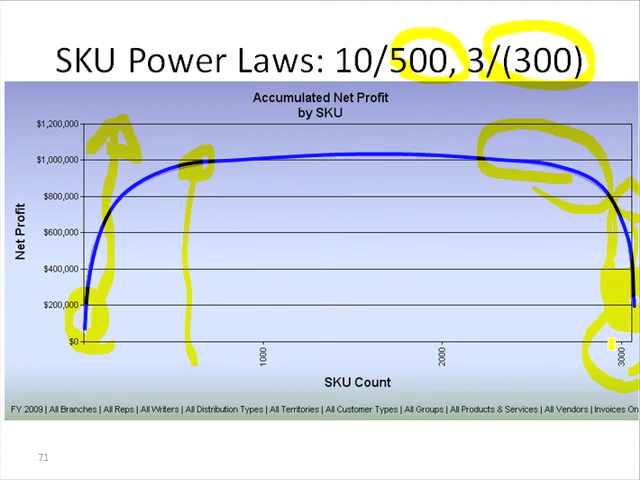 SKU Power Laws: 10/500, 3/(300)
Accumulated Net Profit
by SKU
$1,200,000
$1,000,000
$800,000
$600,000
$400,000
$200,000
$0
Net Profit
1000
2000
3000
SKU Count
FY 2009 | All Branches | All Reps | All Writers | All Distribution Types | All Territories | All Customer Types | All Groups | All Products & Services | All Vendors | Invoices On
71